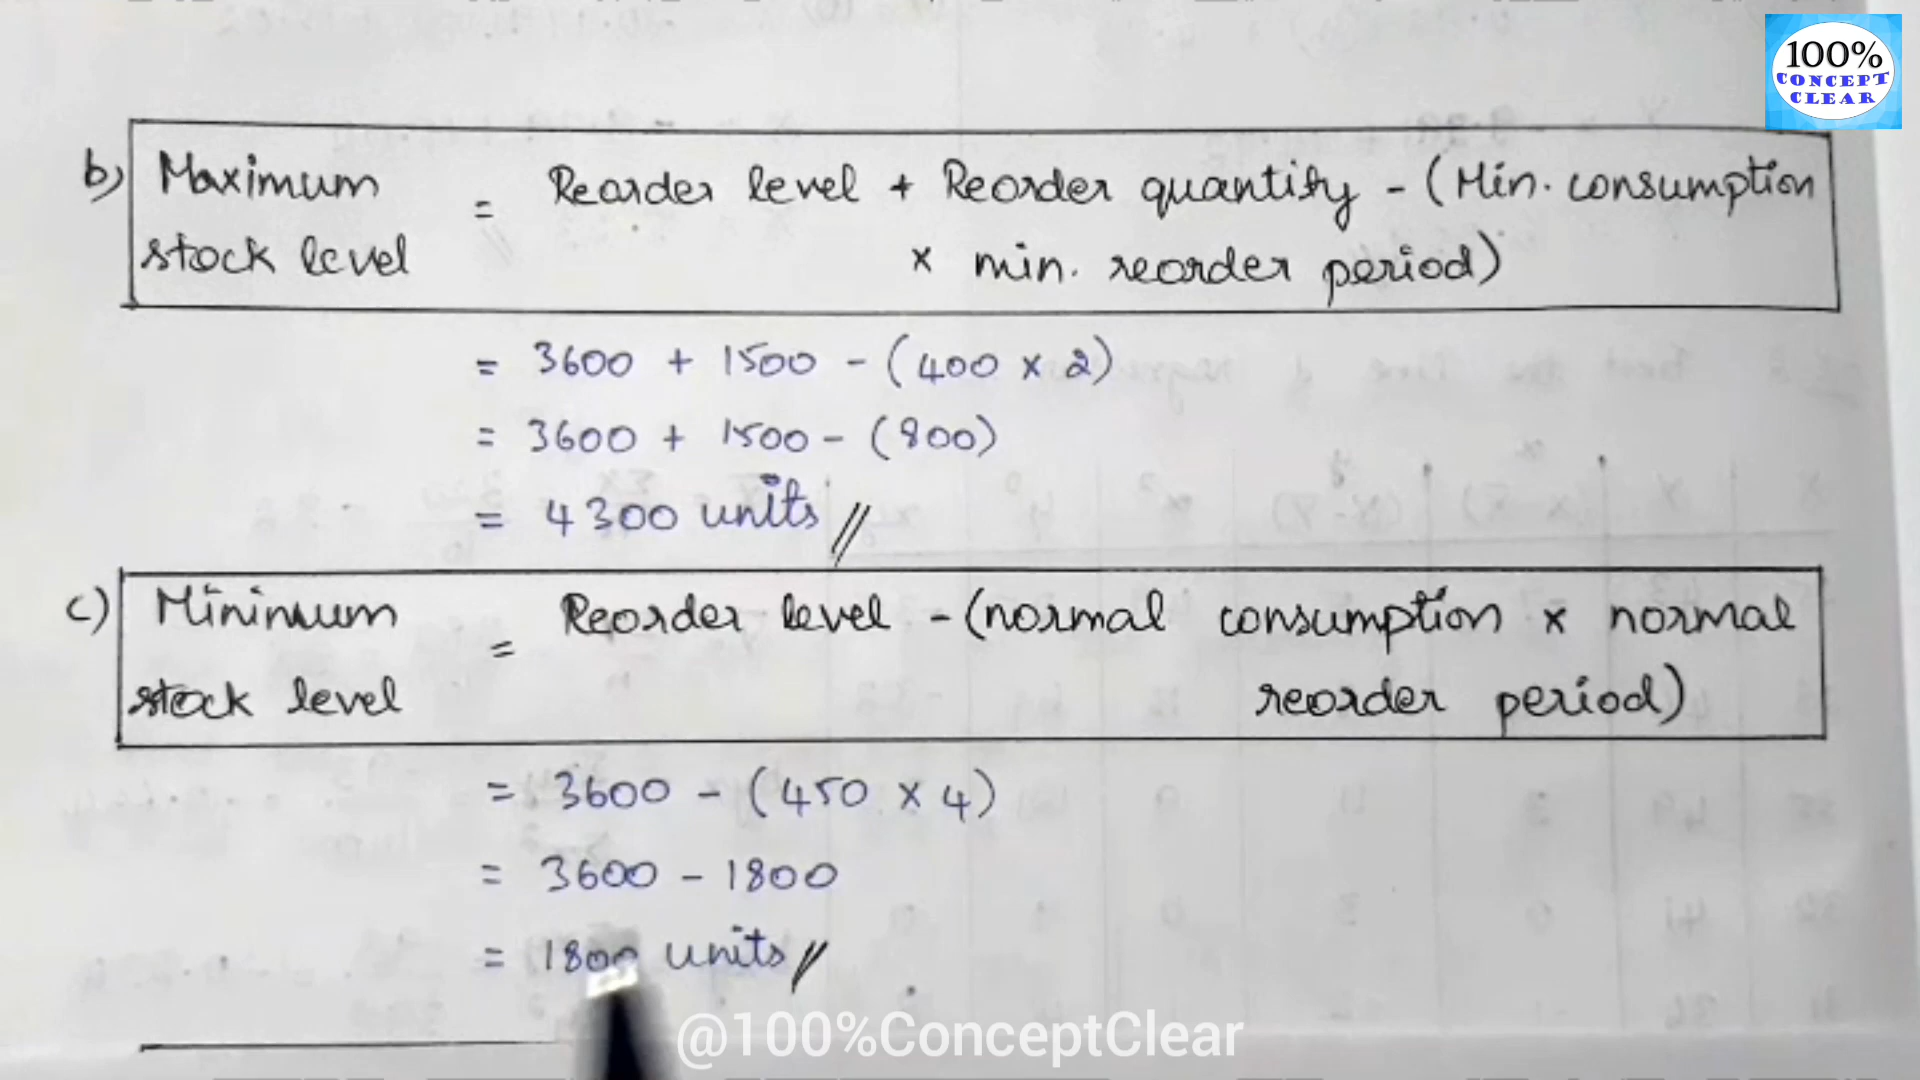 100%
CONCEPT
CLEAR
b) Maximum stock level = Reorder level + Reorder quantity - (Min. consumption
× min. reorder period)
= 3600 + 1500 - (400 × 2)
= 3600 + 1500 - (800)
= 4300 units //
c) Minimum stock level = Reorder level - (normal consumption × normal
reorder period)
= 3600 - (450 × 4)
= 3600 - 1800
= 1800 units //
@100%ConceptClear